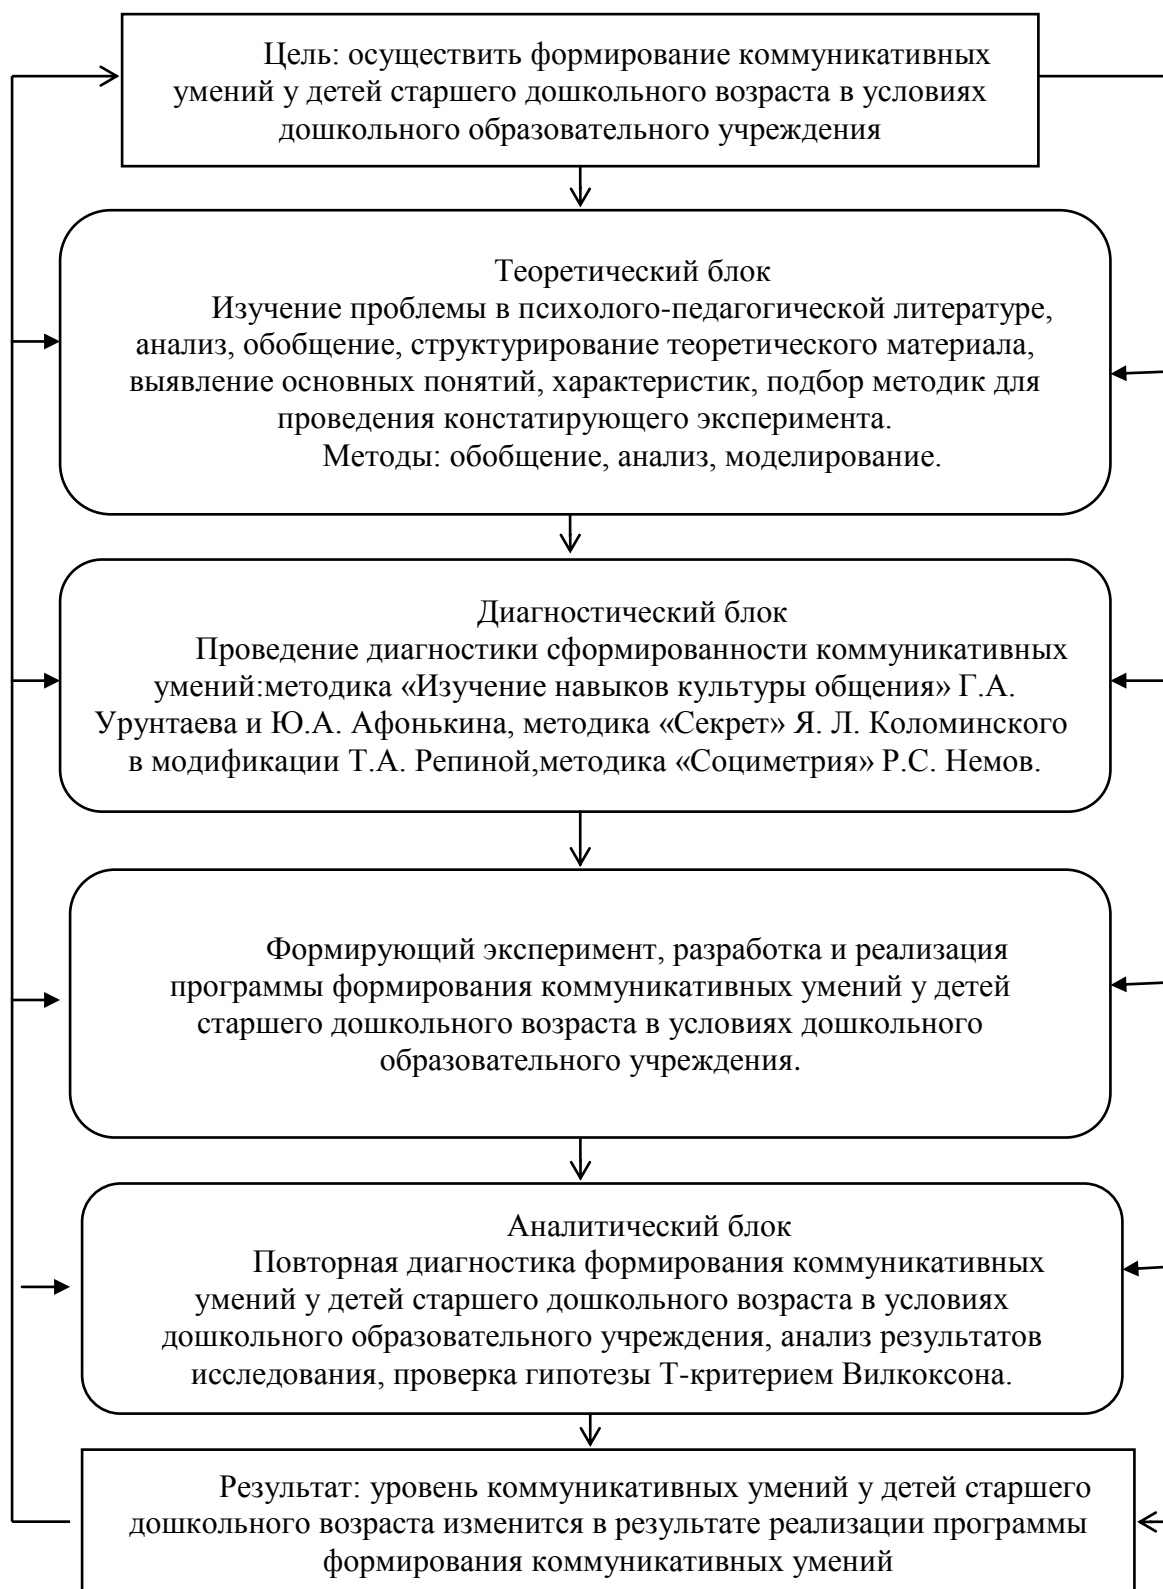 Цель: осуществить формирование коммуникативных
умений у детей старшего дошкольного возраста в условиях
дошкольного образовательного учреждения
Теоретический блок
Изучение проблемы в психолого-педагогической литературе,
анализ, обобщение, структурирование теоретического материала,
выявление основных понятий, характеристик, подбор методик для
проведения констатирующего эксперимента.
Методы: обобщение, анализ, моделирование.
Диагностический блок
Проведение диагностики сформированности коммуникативных
умений:методика «Изучение навыков культуры общения» Г.А.
Урунтаева и Ю.А. Афонькина, методика «Секрет» Я. Л. Коломинского
в модификации Т.А. Репиной,методика «Социметрия» Р.С. Немов.
Формирующий эксперимент, разработка и реализация
программы формирования коммуникативных умений у детей
старшего дошкольного возраста в условиях дошкольного
образовательного учреждения.
Аналитический блок
Повторная диагностика формирования коммуникативных
умений у детей старшего дошкольного возраста в условиях
дошкольного образовательного учреждения, анализ результатов
исследования, проверка гипотезы Т-критерием Вилкоксона.
Результат: уровень коммуникативных умений у детей старшего
дошкольного возраста изменится в результате реализации программы
формирования коммуникативных умений